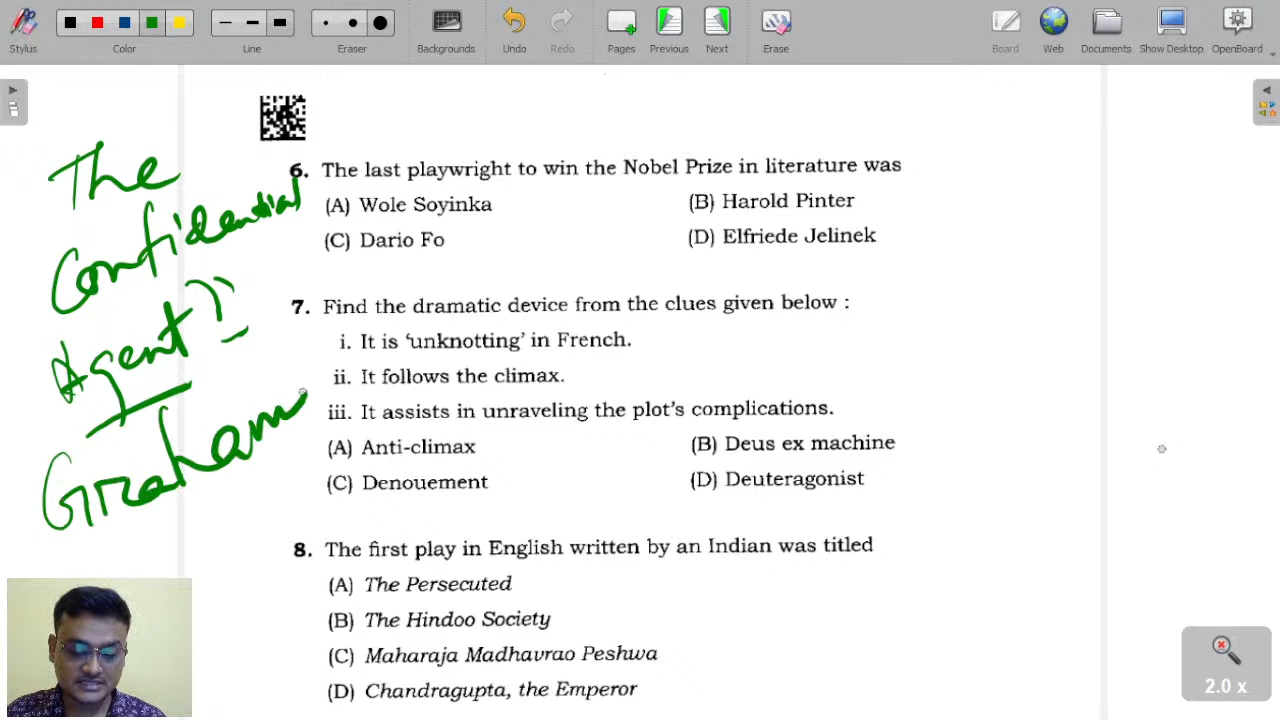 Stylus
Color
Line
Eraser
Backgrounds
Undo
Redo
Pages
Previous
Next
Erase
Board
Web
Documents
Show Desktop
OpenBoard
The
Confidential
Agent
Graham
6. The last playwright to win the Nobel Prize in literature was
(A) Wole Soyinka (B) Harold Pinter
(C) Dario Fo (D) Elfriede Jelinek
7. Find the dramatic device from the clues given below :
i. It is ‘unknotting’ in French.
ii. It follows the climax.
iii. It assists in unraveling the plot’s complications.
(A) Anti-climax (B) Deus ex machine
(C) Denouement (D) Deuteragonist
8. The first play in English written by an Indian was titled
(A) The Persecuted
(B) The Hindoo Society
(C) Maharaja Madhavrao Peshwa
(D) Chandragupta, the Emperor
2.0 x